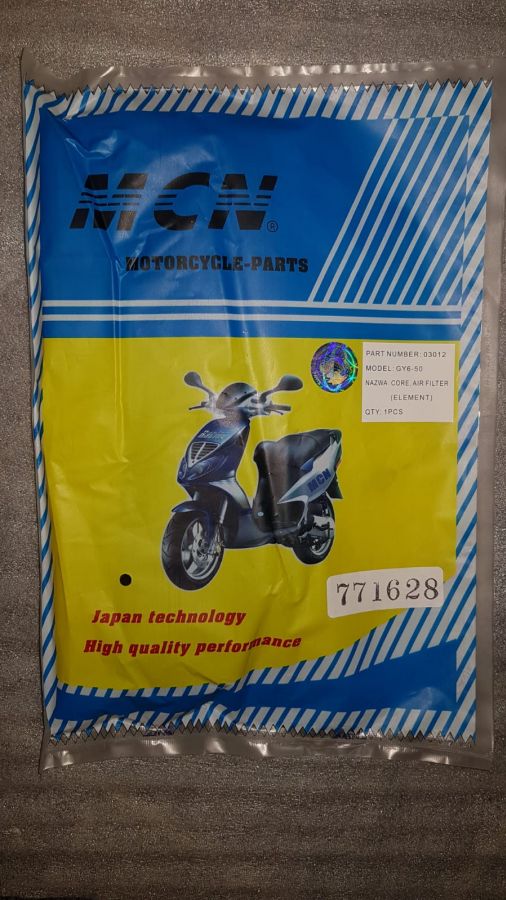 MCN®
MOTORCYCLE-PARTS
PART NUMBER: 03012
MODEL: GY6-50
NAZWA: CORE, AIR FILTER
(ELEMENT)
QTY: 1PCS
MCN
771628
Japan technology
High quality performance